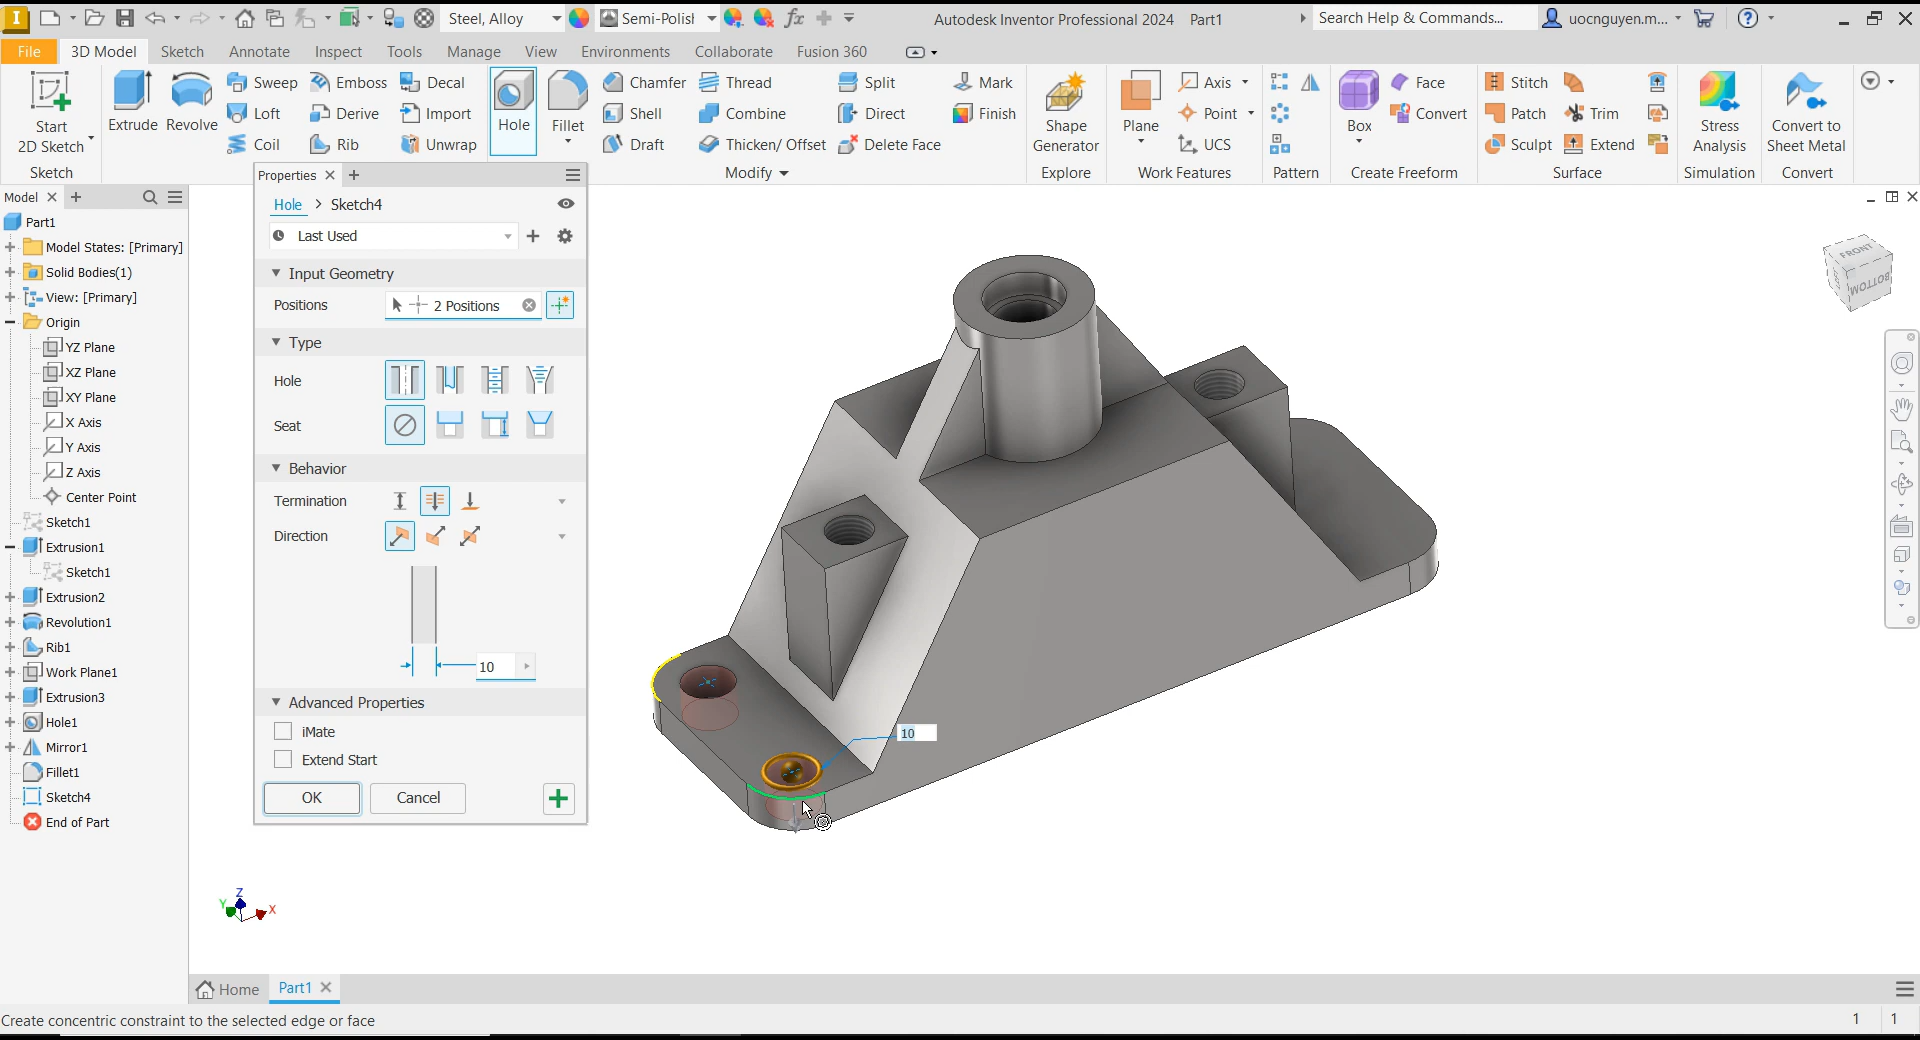 I Steel, Alloy Semi-Polisł fx Autodesk Inventor Professional 2024 Part1 Search Help & Commands... uocnguyen.m... ?
File 3D Model Sketch Annotate Inspect Tools Manage View Environments Collaborate Fusion 360
Start
2D Sketch
Extrude
Revolve
Sweep
Loft
Coil
Emboss
Derive
Rib
Decal
Import
Unwrap
Hole
Fillet
Chamfer
Shell
Draft
Thread
Combine
Thicken/ Offset
Split
Direct
Delete Face
Mark
Finish
Shape
Generator
Plane
Axis
Point
UCS
Box
Face
Convert
Stitch
Patch
Sculpt
Trim
Extend
Stress
Analysis
Convert to
Sheet Metal
Sketch
Modify
Explore
Work Features
Pattern
Create Freeform
Surface
Simulation
Convert
Model
Part1
Model States: [Primary]
Solid Bodies(1)
View: [Primary]
Origin
YZ Plane
XZ Plane
XY Plane
X Axis
Y Axis
Z Axis
Center Point
Sketch1
Extrusion1
Sketch1
Extrusion2
Revolution1
Rib1
Work Plane1
Extrusion3
Hole1
Mirror1
Fillet1
Sketch4
End of Part
Properties
Hole > Sketch4
Last Used
Input Geometry
Positions 2 Positions
Type
Hole
Seat
Behavior
Termination
Direction
10
Advanced Properties
iMate
Extend Start
OK Cancel
10
FRONT
BOTTOM
Z
Y
X
Home Part1
Create concentric constraint to the selected edge or face
1 1